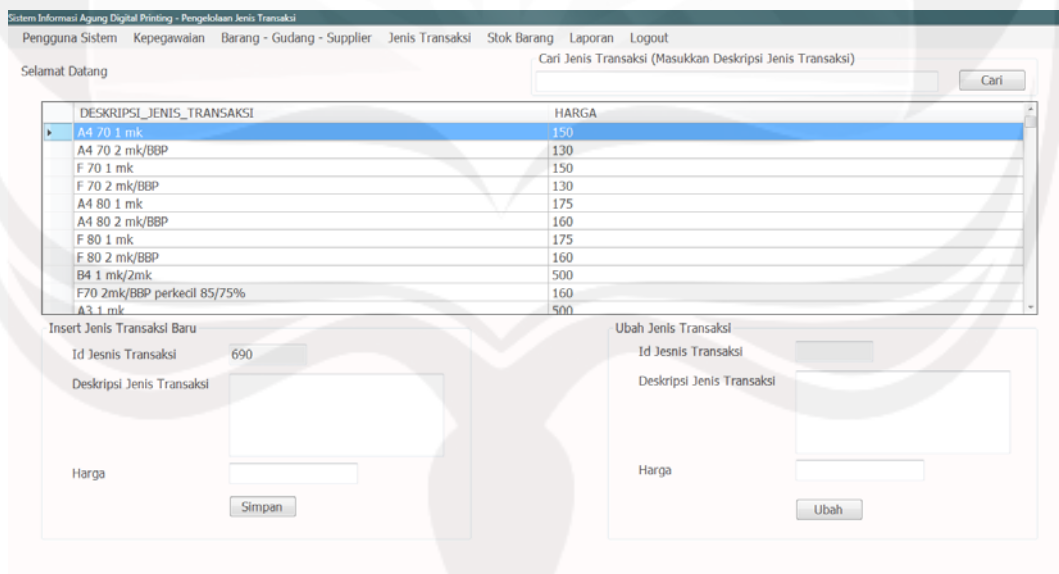 Sistem Informasi Agung Digital Printing - Pengelolaan Jenis Transaksi
Pengguna Sistem Kepegawaian Barang - Gudang - Supplier Jenis Transaksi Stok Barang Laporan Logout
Selamat Datang
Cari Jenis Transaksi (Masukkan Deskripsi Jenis Transaksi)
Cari
DESKRIPSI_JENIS_TRANSAKSI HARGA
A4 70 1 mk 150
A4 70 2 mk/BBP 130
F 70 1 mk 150
F 70 2 mk/BBP 130
A4 80 1 mk 175
A4 80 2 mk/BBP 160
F 80 1 mk 175
F 80 2 mk/BBP 160
B4 1 mk/2mk 500
F70 2mk/BBP perkecil 85/75% 160
A3 1 mk 500
Insert Jenis Transaksi Baru
Id Jesnis Transaksi 690
Deskripsi Jenis Transaksi
Harga
Simpan
Ubah Jenis Transaksi
Id Jesnis Transaksi
Deskripsi Jenis Transaksi
Harga
Ubah